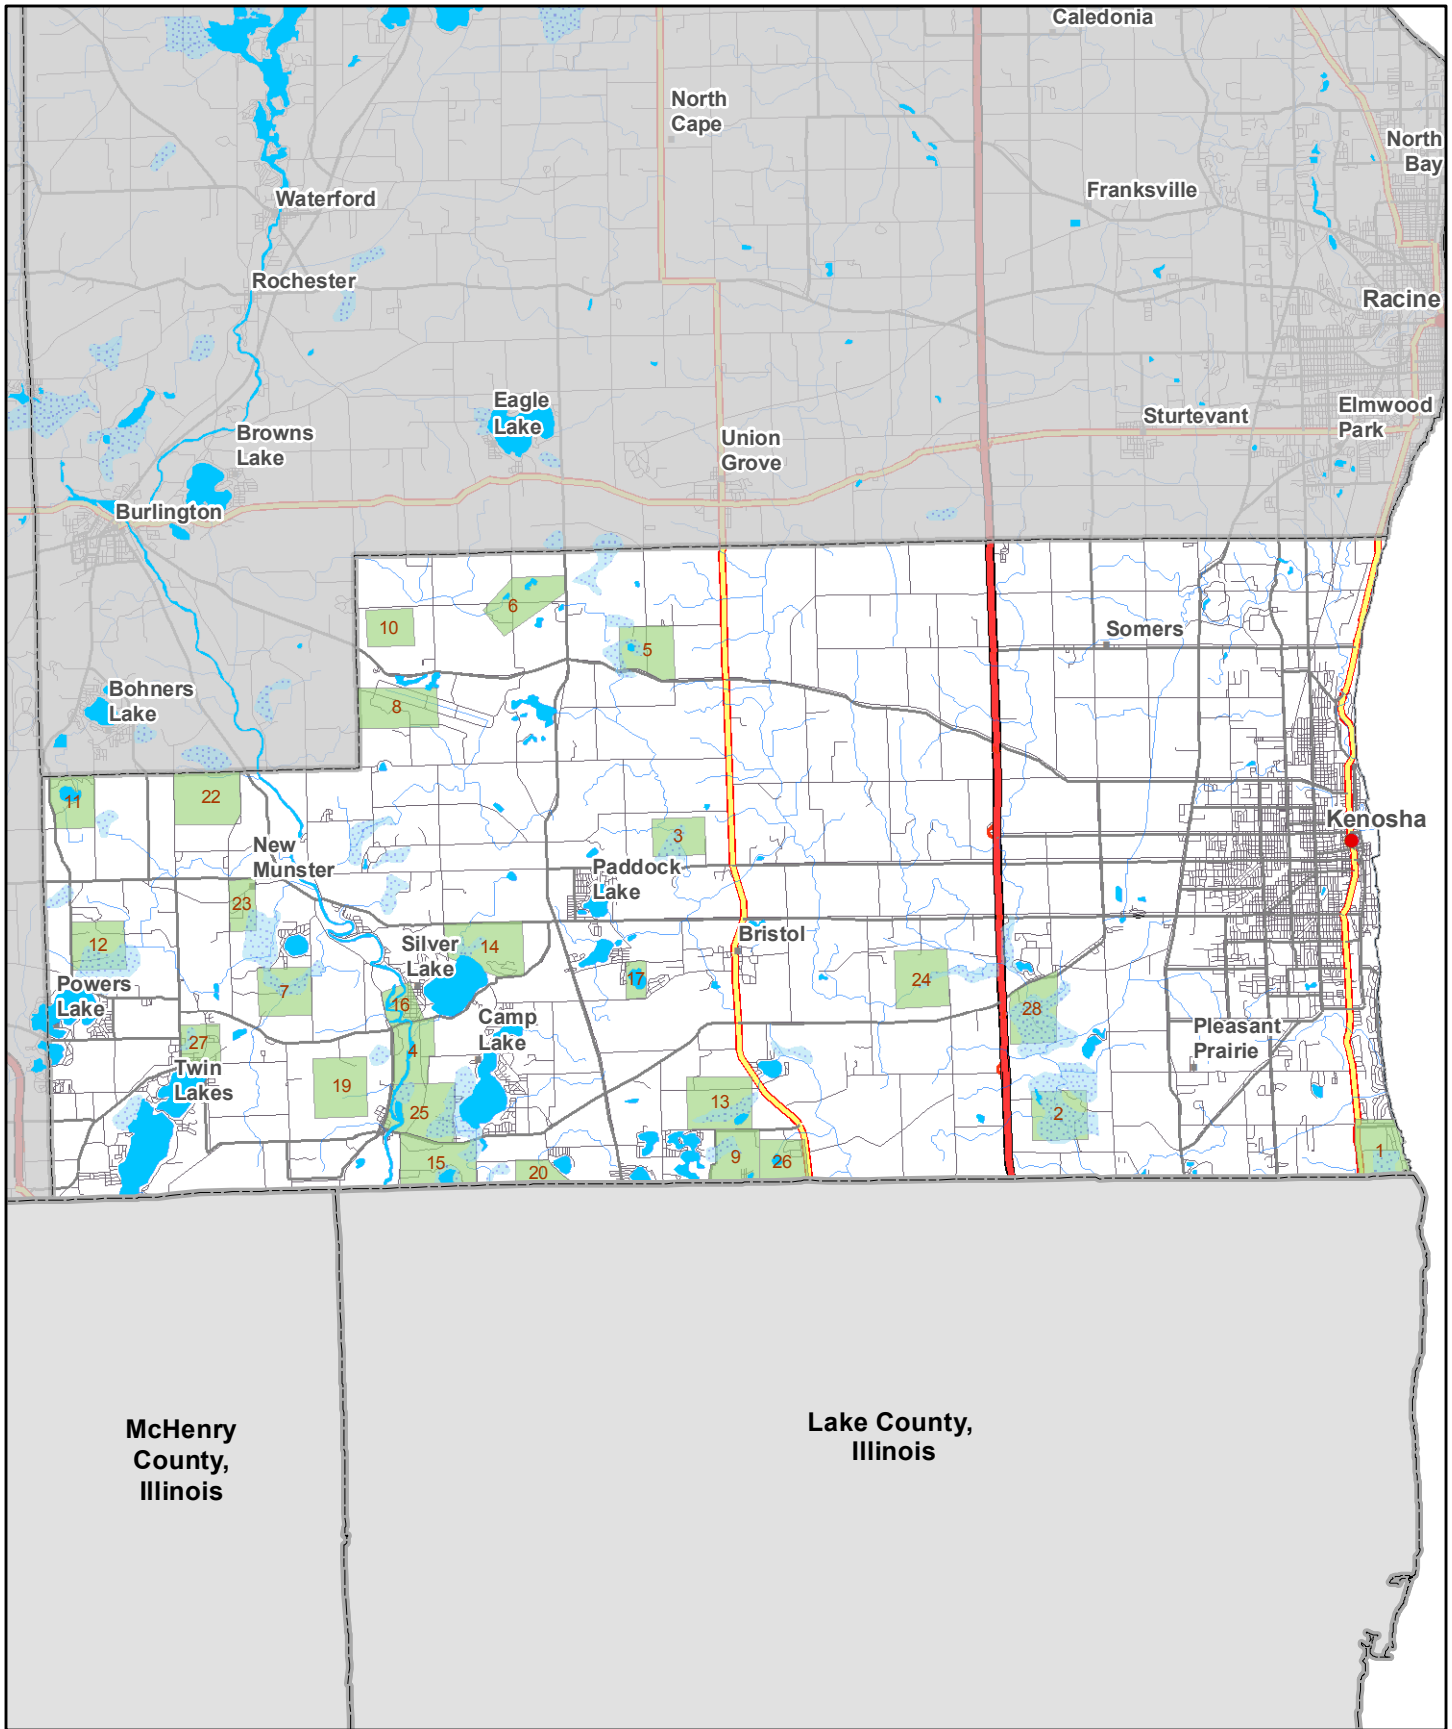 Caledonia
North
Cape
North
Bay
Franksville
Waterford
Rochester
Racine
Eagle
Lake
Elmwood
Park
Sturtevant
Browns
Lake
Union
Grove
Burlington
6
10
Somers
5
Bohners
Lake
8
11
22
3
Kenosha
New
Munster
Paddock
Lake
23
12
Silver
Lake
14
Bristol
17
24
Powers
Lake
7
16
28
Camp
Lake
Pleasant
Prairie
27
4
Twin
Lakes
19
25
13
2
15
20
9
26
1
McHenry
County,
Illinois
Lake County,
Illinois